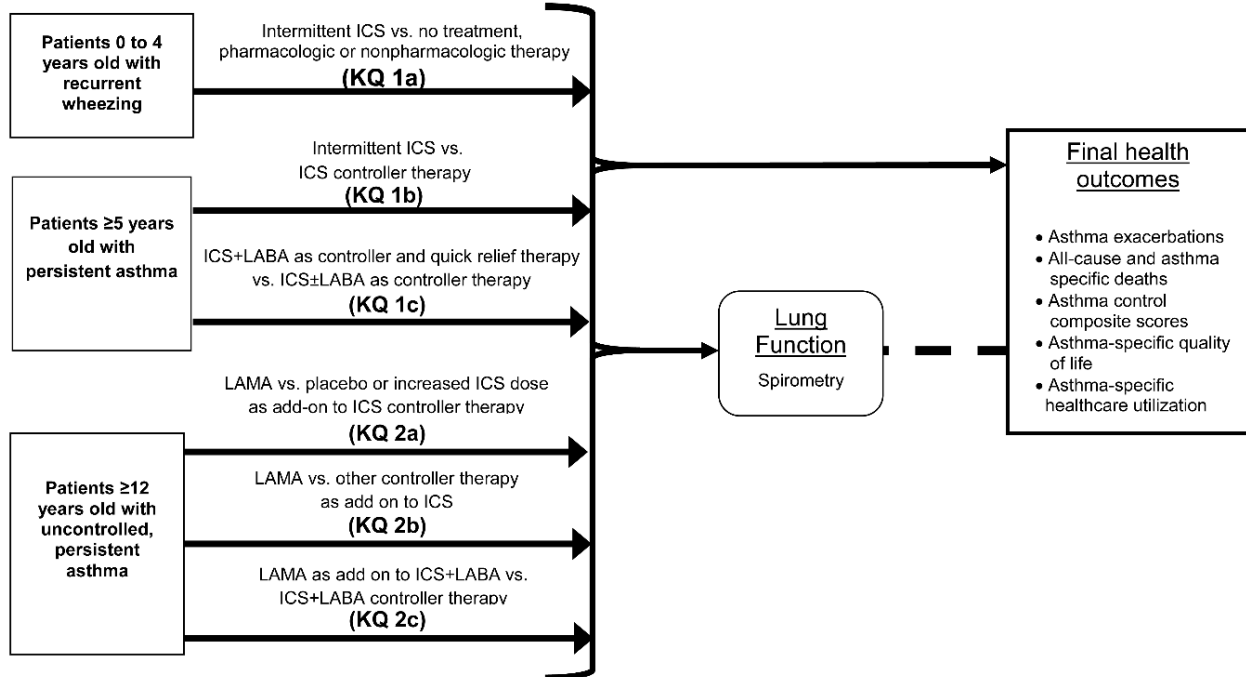 Patients 0 to 4
years old with
recurrent
wheezing
Intermittent ICS vs. no treatment,
pharmacologic or nonpharmacologic therapy
(KQ 1a)
Patients ≥5 years
old with
persistent asthma
Intermittent ICS vs.
ICS controller therapy
(KQ 1b)
ICS+LABA as controller and quick relief therapy
vs. ICS±LABA as controller therapy
(KQ 1c)
Patients ≥12
years old with
uncontrolled,
persistent
asthma
LAMA vs. placebo or increased ICS dose
as add-on to ICS controller therapy
(KQ 2a)
LAMA vs. other controller therapy
as add on to ICS
(KQ 2b)
LAMA as add on to ICS+LABA vs.
ICS+LABA controller therapy
(KQ 2c)
Lung
Function
Spirometry
Final health
outcomes
• Asthma exacerbations
• All-cause and asthma
specific deaths
• Asthma control
composite scores
• Asthma-specific quality
of life
• Asthma-specific
healthcare utilization